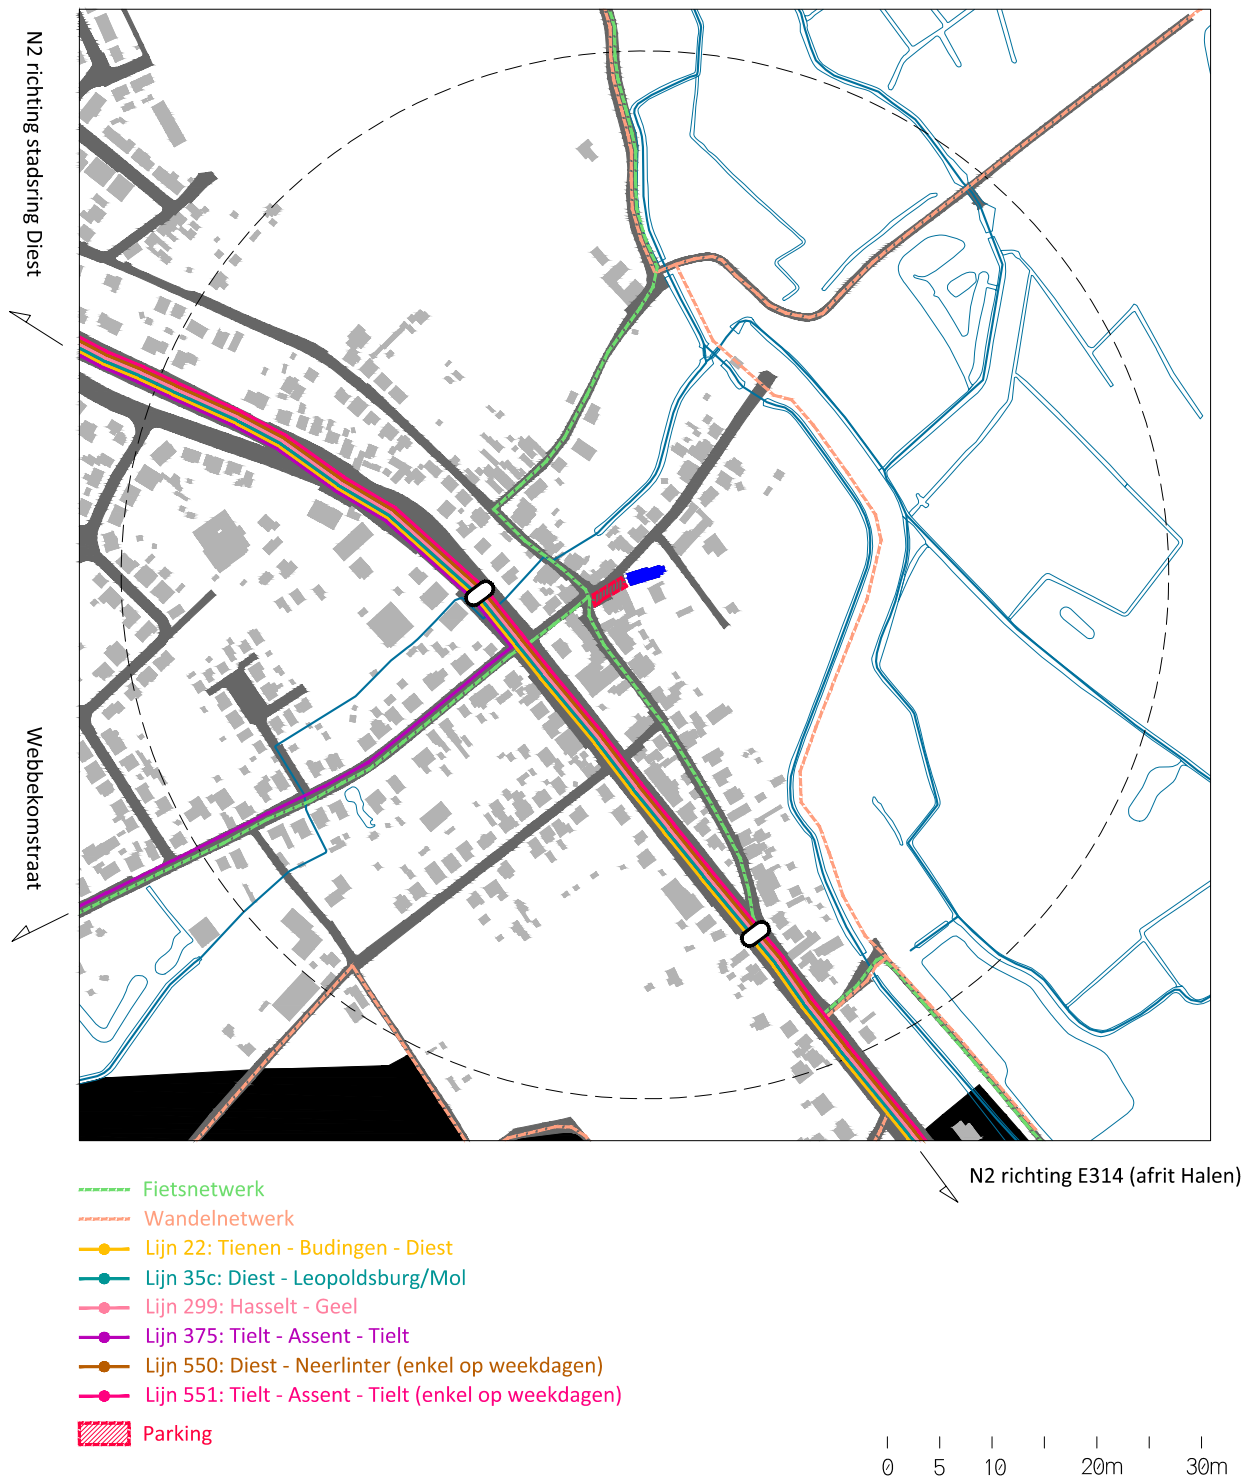 N2 richting stadsring Diest
Webbekomstraat
N2 richting E314 (afrit Halen)
Fietsnetwerk
Wandelnetwerk
Lijn 22: Tienen - Budingen - Diest
Lijn 35c: Diest - Leopoldsburg/Mol
Lijn 299: Hasselt - Geel
Lijn 375: Tielt - Assent - Tielt
Lijn 550: Diest - Neerlinter (enkel op weekdagen)
Lijn 551: Tielt - Assent - Tielt (enkel op weekdagen)
Parking
0 5 10 20m 30m